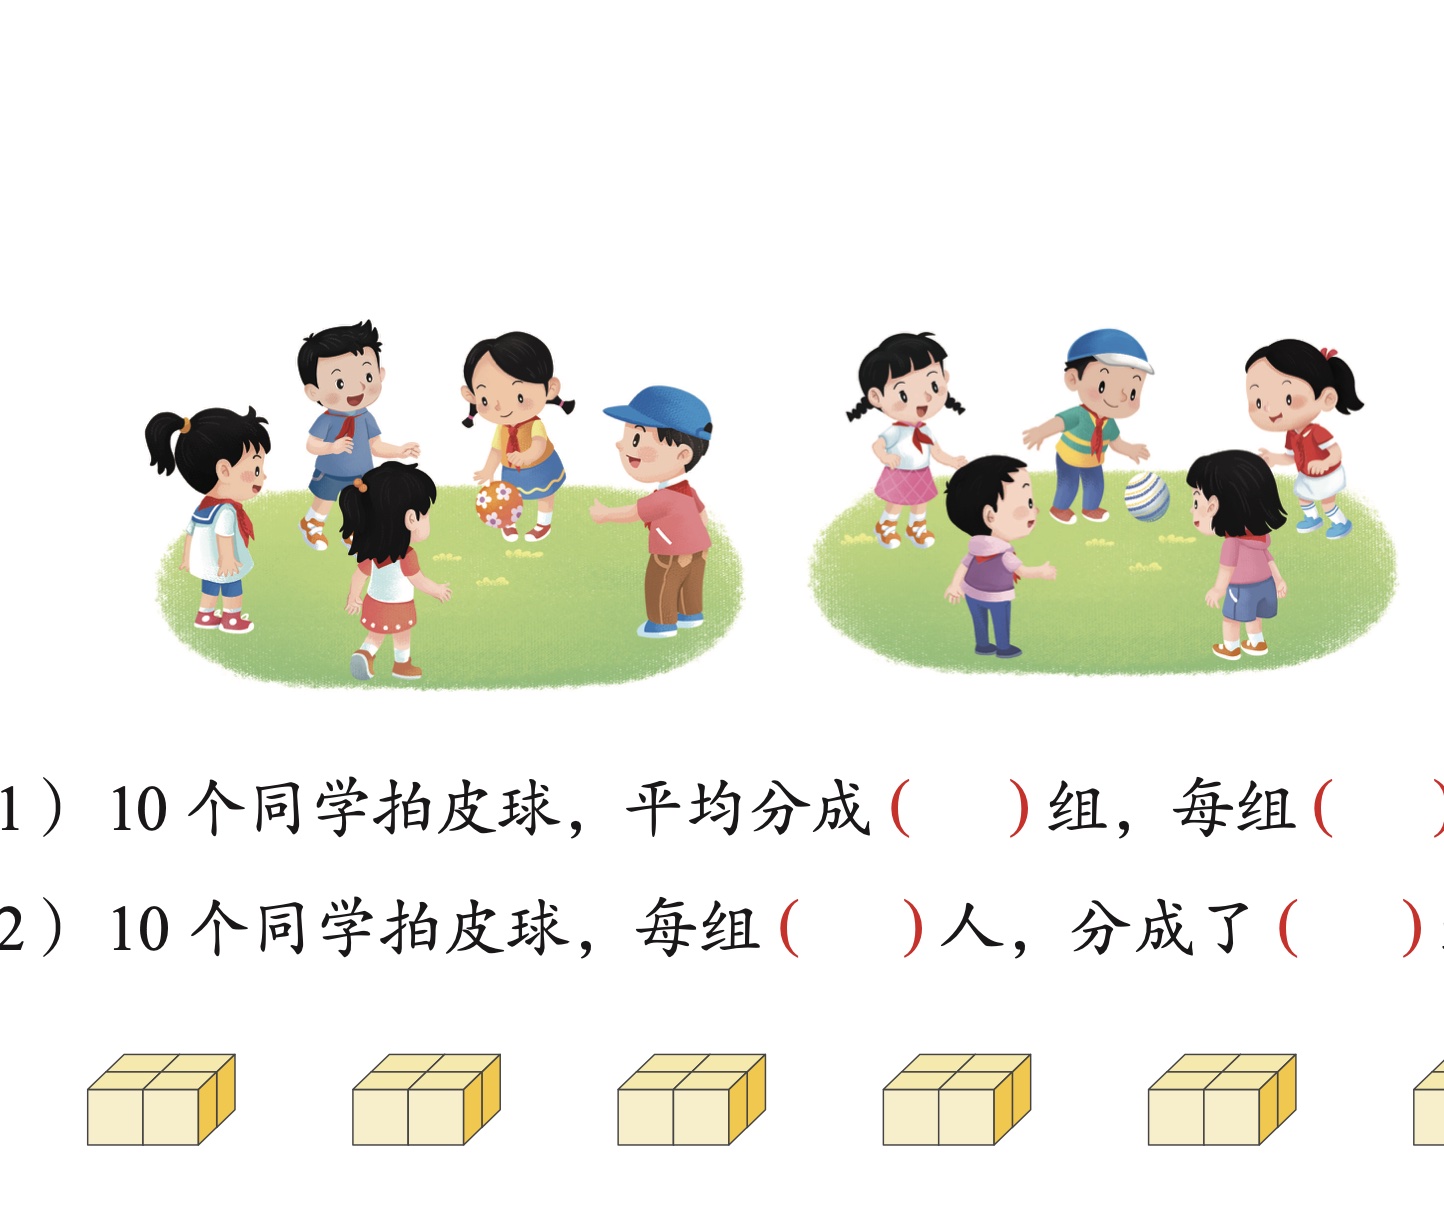 1） 10 个同学拍皮球，平均分成（　　）组，每组（　　）
2） 10 个同学拍皮球，每组（　　）人，分成了（　　）